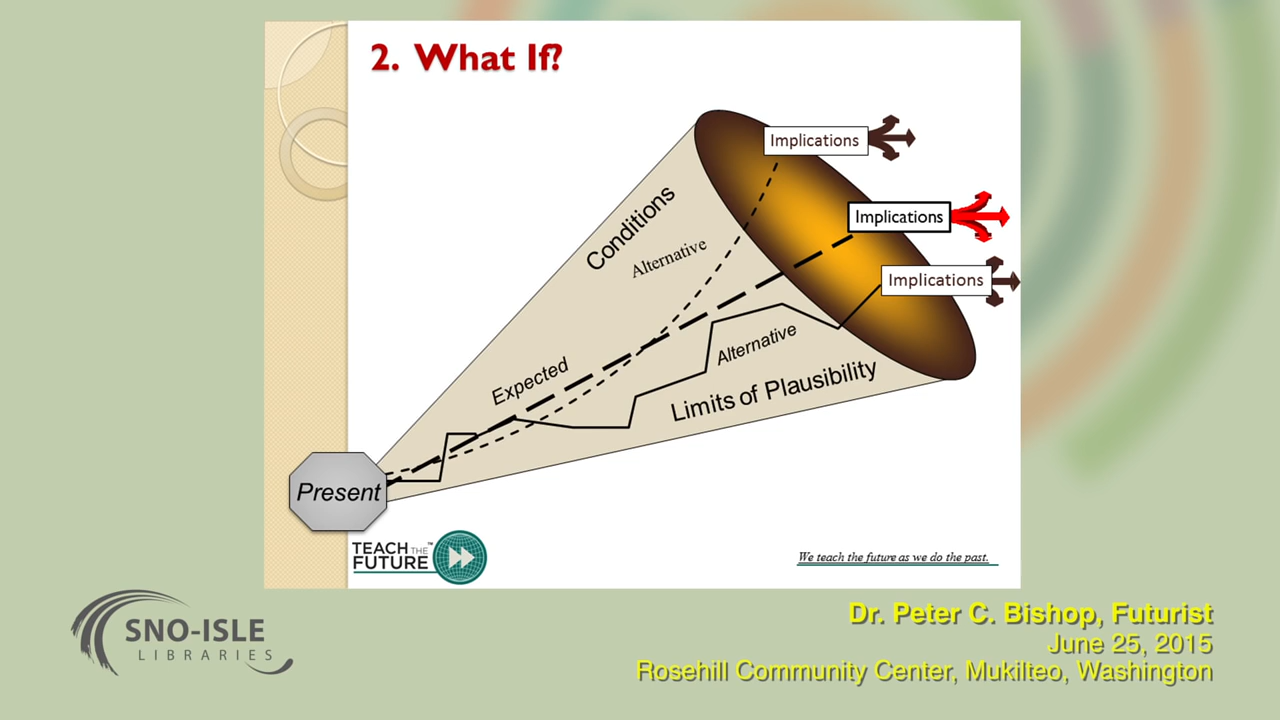 2. What If?
Implications
Conditions
Implications
Alternative
Implications
Alternative
Expected
Limits of Plausibility
Present
TEACH THE™
FUTURE
We teach the future as we do the past.
SNO-ISLE
LIBRARIES
Dr. Peter C. Bishop, Futurist
June 25, 2015
Rosehill Community Center, Mukilteo, Washington